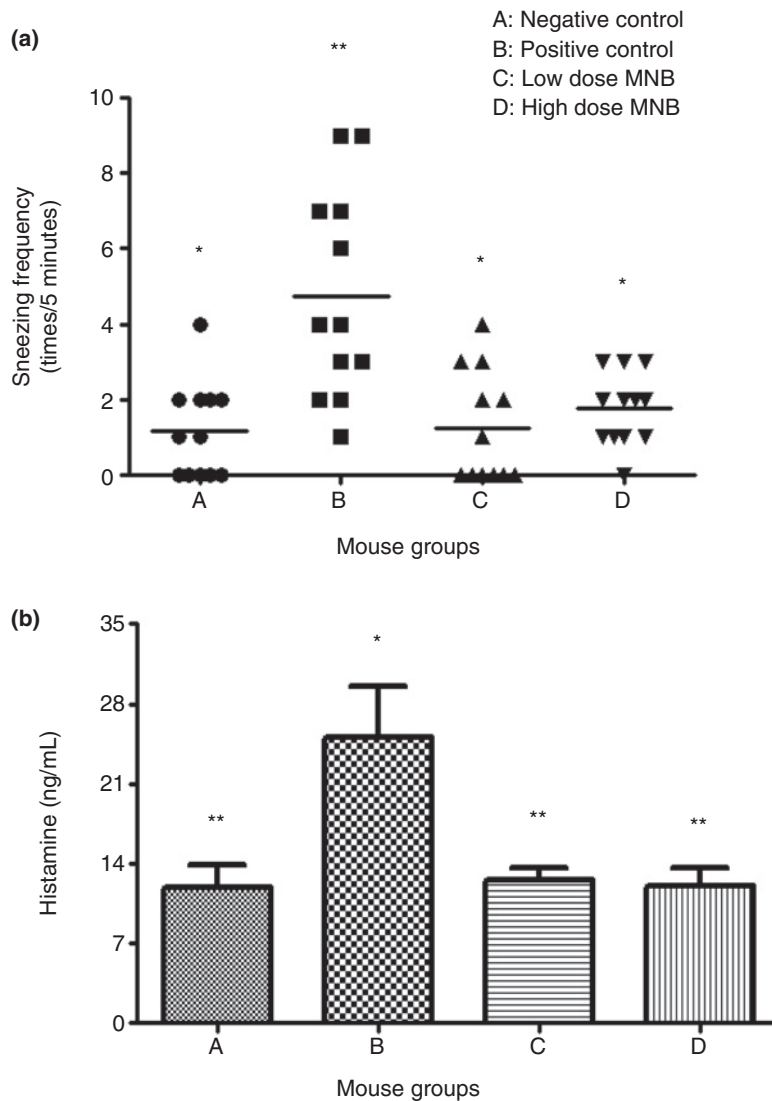 (a)
A: Negative control
B: Positive control
C: Low dose MNB
D: High dose MNB
**
*
*
*
10
8
6
4
2
0
Sneezing frequency
(times/5 minutes)
A B C D
Mouse groups
(b)
35
28
21
14
7
0
Histamine (ng/mL)
*
**
**
**
A B C D
Mouse groups